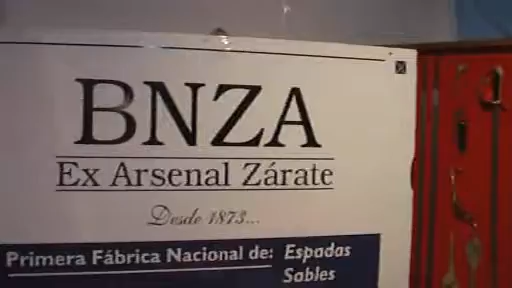 BNZA
Ex Arsenal Zárate
Desde 1873...
Primera Fábrica Nacional de: Espadas
Sables